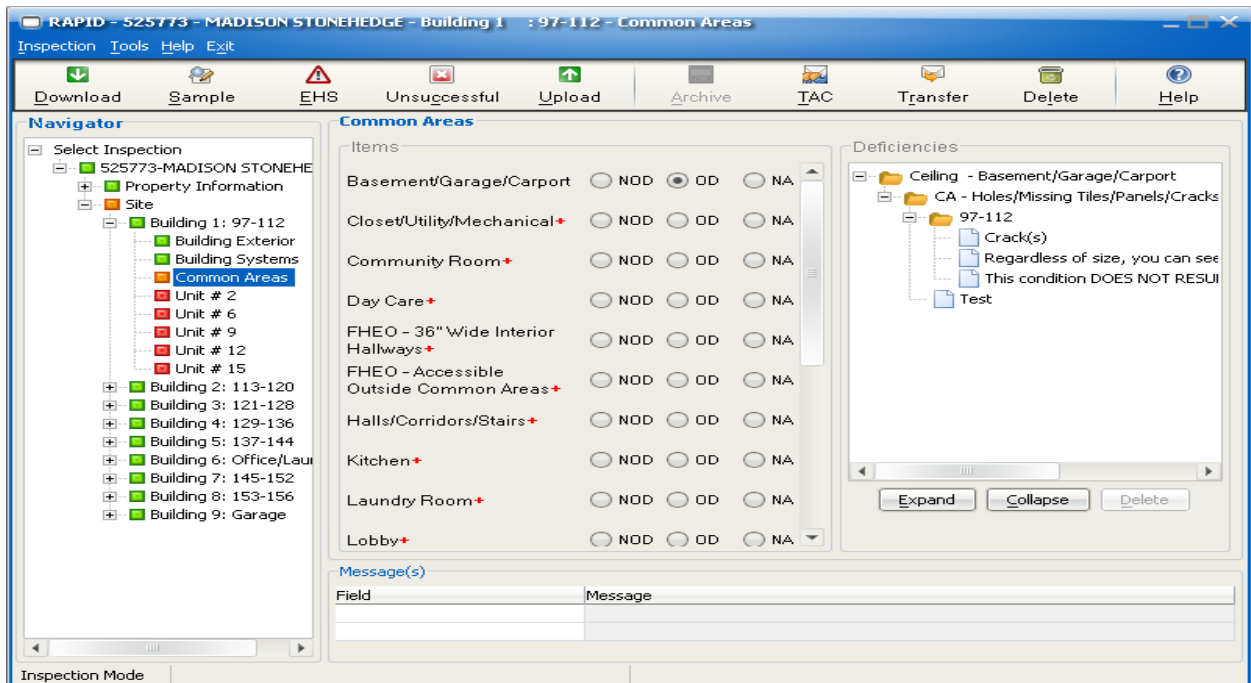 RAPID - 525773 - MADISON STONEHEDGE - Building 1 : 97-112 - Common Areas
Inspection Tools Help Exit
Download Sample EHS Unsuccessful Upload Archive TAC Transfer Delete Help
Navigator
Select Inspection
525773-MADISON STONEHE
Property Information
Site
Building 1: 97-112
Building Exterior
Building Systems
Common Areas
Unit # 2
Unit # 6
Unit # 9
Unit # 12
Unit # 15
Building 2: 113-120
Building 3: 121-128
Building 4: 129-136
Building 5: 137-144
Building 6: Office/Lau
Building 7: 145-152
Building 8: 153-156
Building 9: Garage
Common Areas
Items
Basement/Garage/Carport NOD OD NA
Closet/Utility/Mechanical+ NOD OD NA
Community Room+ NOD OD NA
Day Care+ NOD OD NA
FHEO - 36" Wide Interior
Hallways+ NOD OD NA
FHEO - Accessible
Outside Common Areas+ NOD OD NA
Halls/Corridors/Stairs+ NOD OD NA
Kitchen+ NOD OD NA
Laundry Room+ NOD OD NA
Lobby+ NOD OD NA
Deficiencies
Ceiling - Basement/Garage/Carport
CA - Holes/Missing Tiles/Panels/Cracks
97-112
Crack(s)
Regardless of size, you can see
This condition DOES NOT RESUL
Test
Expand Collapse Delete
Message(s)
Field Message
Inspection Mode